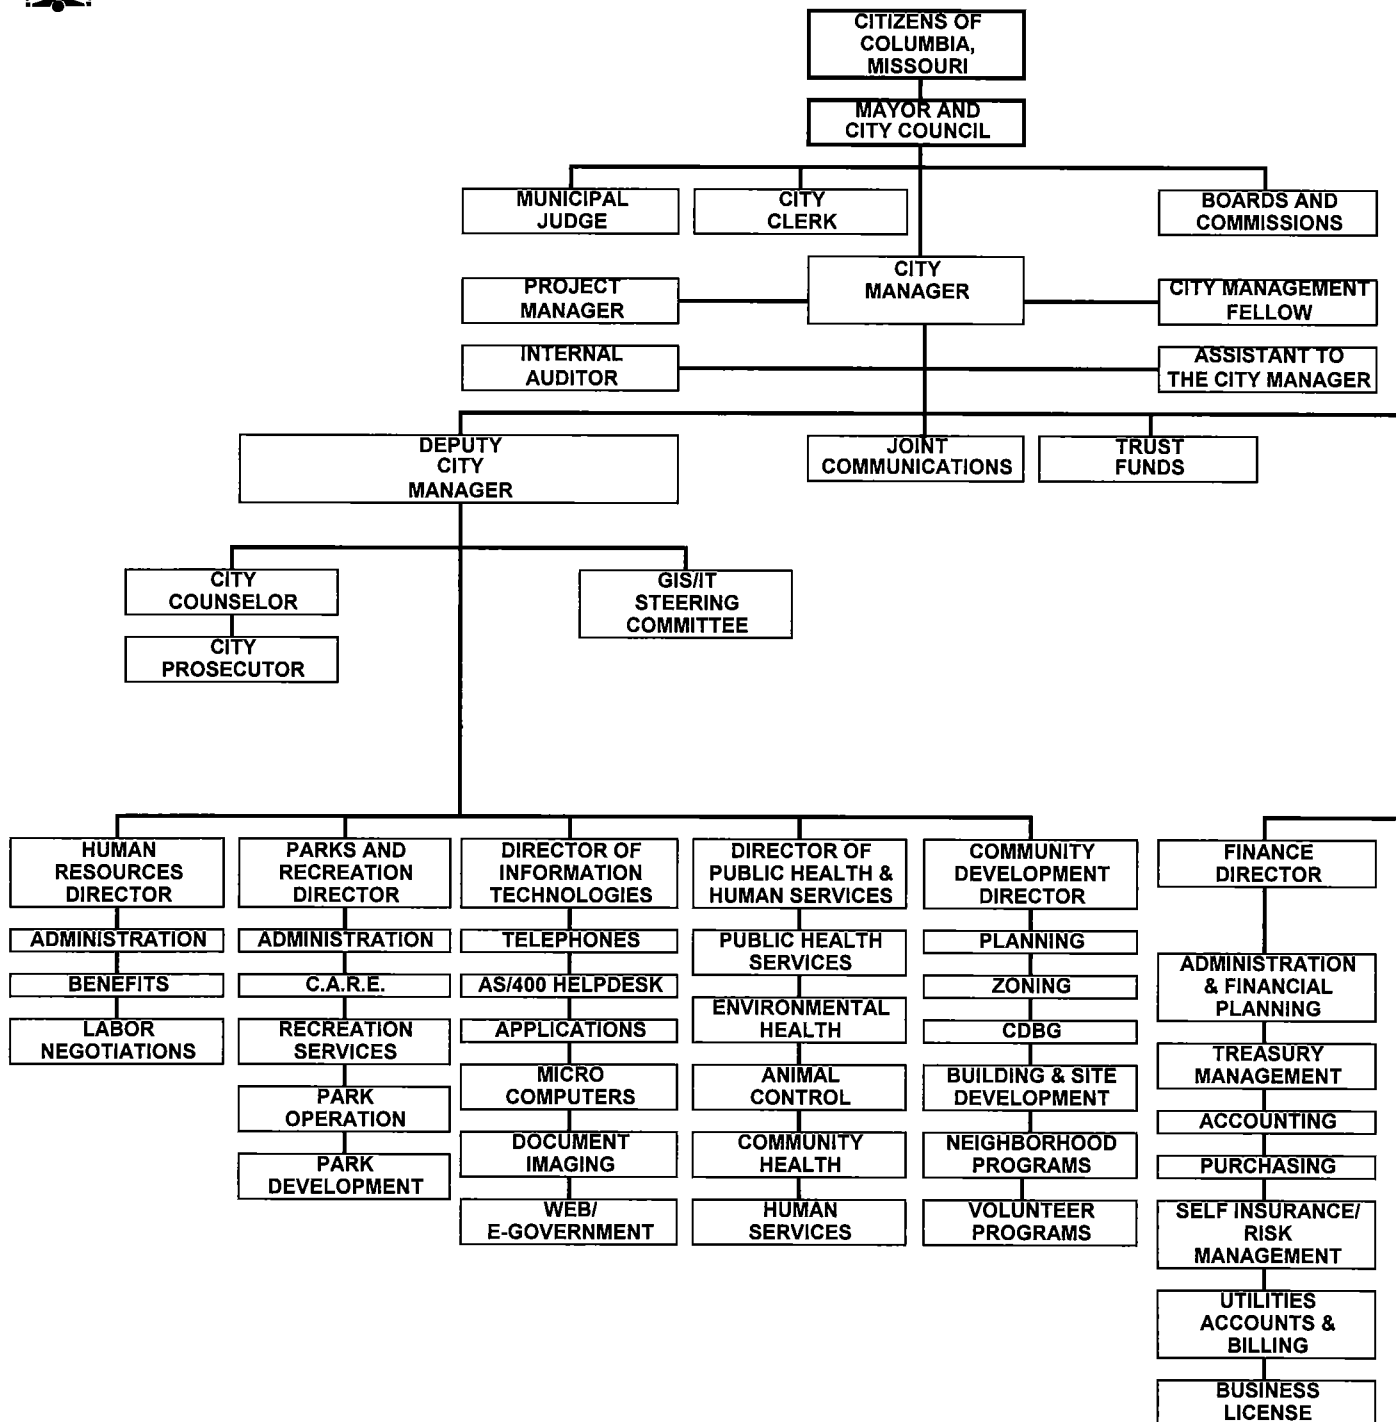 CITIZENS OF
COLUMBIA,
MISSOURI
MAYOR AND
CITY COUNCIL
MUNICIPAL
JUDGE
CITY
CLERK
BOARDS AND
COMMISSIONS
CITY
MANAGER
PROJECT
MANAGER
CITY MANAGEMENT
FELLOW
INTERNAL
AUDITOR
ASSISTANT TO
THE CITY MANAGER
DEPUTY
CITY
MANAGER
JOINT
COMMUNICATIONS
TRUST
FUNDS
CITY
COUNSELOR
GIS/IT
STEERING
COMMITTEE
CITY
PROSECUTOR
HUMAN
RESOURCES
DIRECTOR
ADMINISTRATION
BENEFITS
LABOR
NEGOTIATIONS
PARKS AND
RECREATION
DIRECTOR
ADMINISTRATION
C.A.R.E.
RECREATION
SERVICES
PARK
OPERATION
PARK
DEVELOPMENT
DIRECTOR OF
INFORMATION
TECHNOLOGIES
TELEPHONES
AS/400 HELPDESK
APPLICATIONS
MICRO
COMPUTERS
DOCUMENT
IMAGING
WEB/
E-GOVERNMENT
DIRECTOR OF
PUBLIC HEALTH &
HUMAN SERVICES
PUBLIC HEALTH
SERVICES
ENVIRONMENTAL
HEALTH
ANIMAL
CONTROL
COMMUNITY
HEALTH
HUMAN
SERVICES
COMMUNITY
DEVELOPMENT
DIRECTOR
PLANNING
ZONING
CDBG
BUILDING & SITE
DEVELOPMENT
NEIGHBORHOOD
PROGRAMS
VOLUNTEER
PROGRAMS
FINANCE
DIRECTOR
ADMINISTRATION
& FINANCIAL
PLANNING
TREASURY
MANAGEMENT
ACCOUNTING
PURCHASING
SELF INSURANCE/
RISK
MANAGEMENT
UTILITIES
ACCOUNTS &
BILLING
BUSINESS
LICENSE